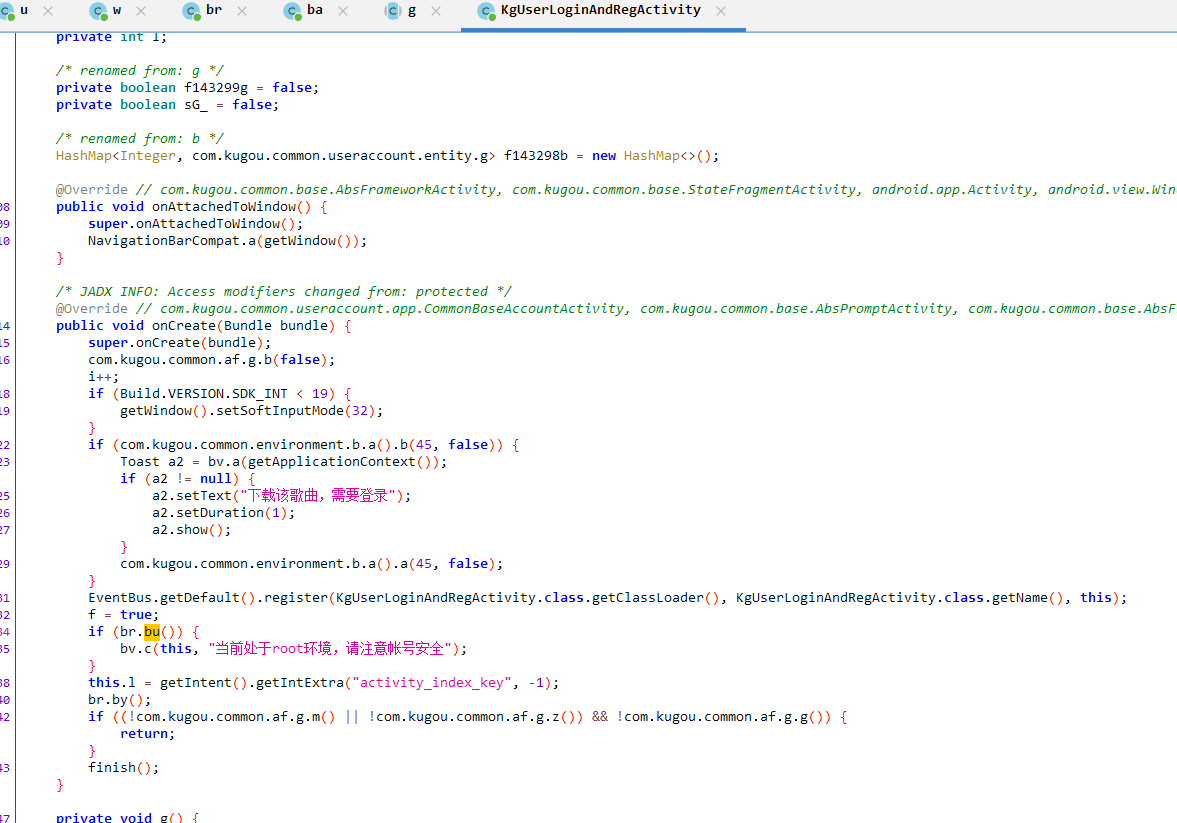 u w br ba g KgUserLoginAndRegActivity
private int l;
/* renamed from: g */
private boolean f143299g = false;
private boolean sG_ = false;
/* renamed from: b */
HashMap<Integer, com.kugou.common.useraccount.entity.g> f143298b = new HashMap<>();
@Override // com.kugou.common.base.AbsFrameworkActivity, com.kugou.common.base.StateFragmentActivity, android.app.Activity, android.view.Win
08 public void onAttachedToWindow() {
09 super.onAttachedToWindow();
10 NavigationBarCompat.a(getWindow());
}
/* JADX INFO: Access modifiers changed from: protected */
@Override // com.kugou.common.useraccount.app.CommonBaseAccountActivity, com.kugou.common.base.AbsPromptActivity, com.kugou.common.base.AbsF
14 public void onCreate(Bundle bundle) {
15 super.onCreate(bundle);
16 com.kugou.common.af.g.b(false);
i++;
18 if (Build.VERSION.SDK_INT < 19) {
19 getWindow().setSoftInputMode(32);
}
22 if (com.kugou.common.environment.b.a().b(45, false)) {
23 Toast a2 = bv.a(getApplicationContext());
if (a2 != null) {
25 a2.setText("下载该歌曲，需要登录");
26 a2.setDuration(1);
27 a2.show();
}
29 com.kugou.common.environment.b.a().a(45, false);
}
31 EventBus.getDefault().register(KgUserLoginAndRegActivity.class.getClassLoader(), KgUserLoginAndRegActivity.class.getName(), this);
32 f = true;
34 if (br.bu()) {
35 bv.c(this, "当前处于root环境，请注意帐号安全");
}
38 this.l = getIntent().getIntExtra("activity_index_key", -1);
40 br.by();
42 if ((!com.kugou.common.af.g.m() || !com.kugou.common.af.g.z()) && !com.kugou.common.af.g.g()) {
return;
}
43 finish();
}
47 private void g() {